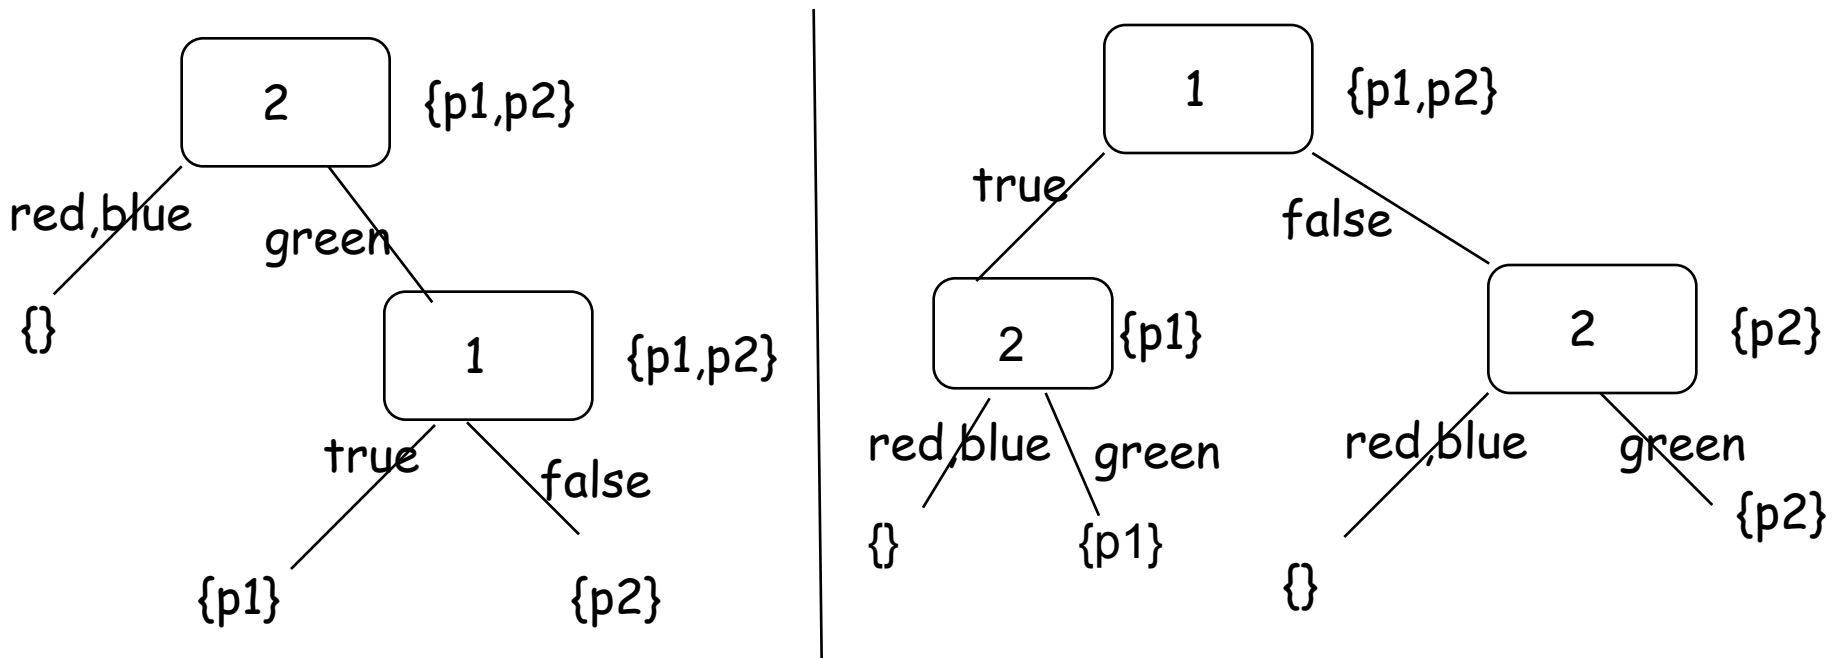 2 {p1,p2}
red,blue
green
{}
1 {p1,p2}
true
false
{p1} {p2}
1 {p1,p2}
true
false
2 {p1}
2 {p2}
red,blue green
red,blue green
{} {p1}
{} {p2}